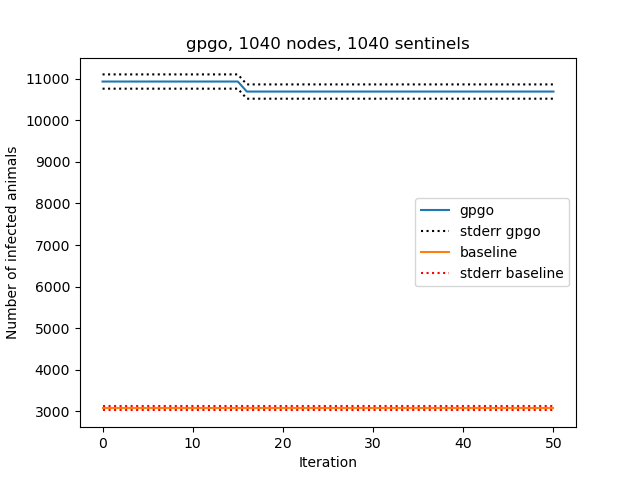 gpgo, 1040 nodes, 1040 sentinels
Number of infected animals
11000
10000
9000
8000
7000
6000
5000
4000
3000
gpgo
stderr gpgo
baseline
stderr baseline
0 10 20 30 40 50
Iteration